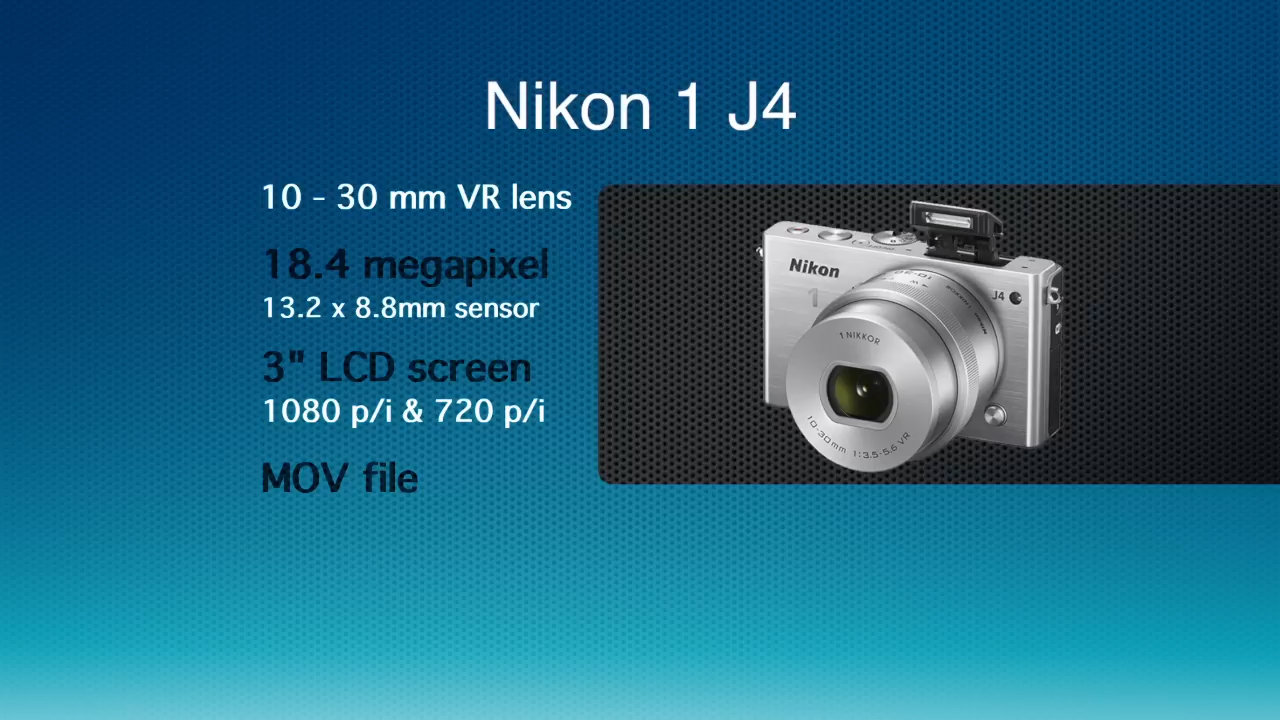 Nikon 1 J4
10 - 30 mm VR lens
18.4 megapixel
13.2 x 8.8mm sensor
3" LCD screen
1080 p/i & 720 p/i
MOV file
Nikon
1
J4
1 NIKKOR
10-30mm 1:3.5-5.6 VR